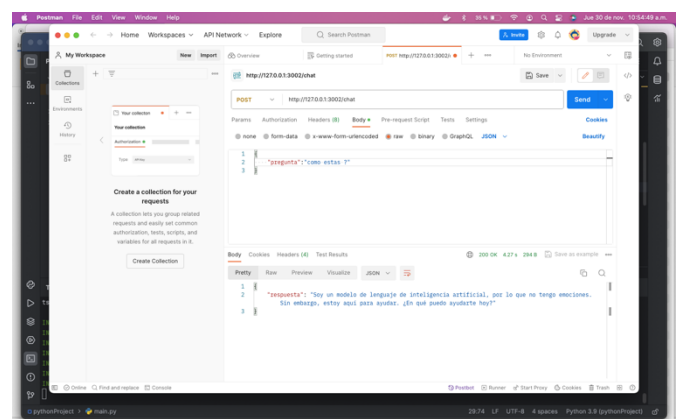 Postman File Edit View Window Help
Jue 30 de nov. 10:54:49 a.m.
Home Workspaces API Network Explore
Search Postman
Invite
Upgrade
My Workspace
New Import
Overview
Getting started
POST http://127.0.0.1:3002/
No Environment
Collections
Environments
History
http://127.0.0.1:3002/chat
Save
POST http://127.0.0.1:3002/chat
Send
Params Authorization Headers (8) Body Pre-request Script Tests Settings
Cookies
none form-data x-www-form-urlencoded raw binary GraphQL JSON
Beautify
1 {
2 "pregunta":"como estas ?"
3 }
Your collection
Your collection
Authorization
Type
Create a collection for your
requests
A collection lets you group related
requests and easily set common
authorization, tests, scripts, and
variables for all requests in it.
Create Collection
Body Cookies Headers (4) Test Results
200 OK 4.27 s 294 B Save as example
Pretty Raw Preview Visualize JSON
1 {
2 "respuesta": "Soy un modelo de lenguaje de inteligencia artificial, por lo que no tengo emociones.
Sin embargo, estoy aquí para ayudar. ¿En qué puedo ayudarte hoy?"
3 }
Online Find and replace Console
Postbot Runner Start Proxy Cookies Trash
pythonProject > main.py
28:74 LF UTF-8 4 spaces Python 3.9 (pythonProject)